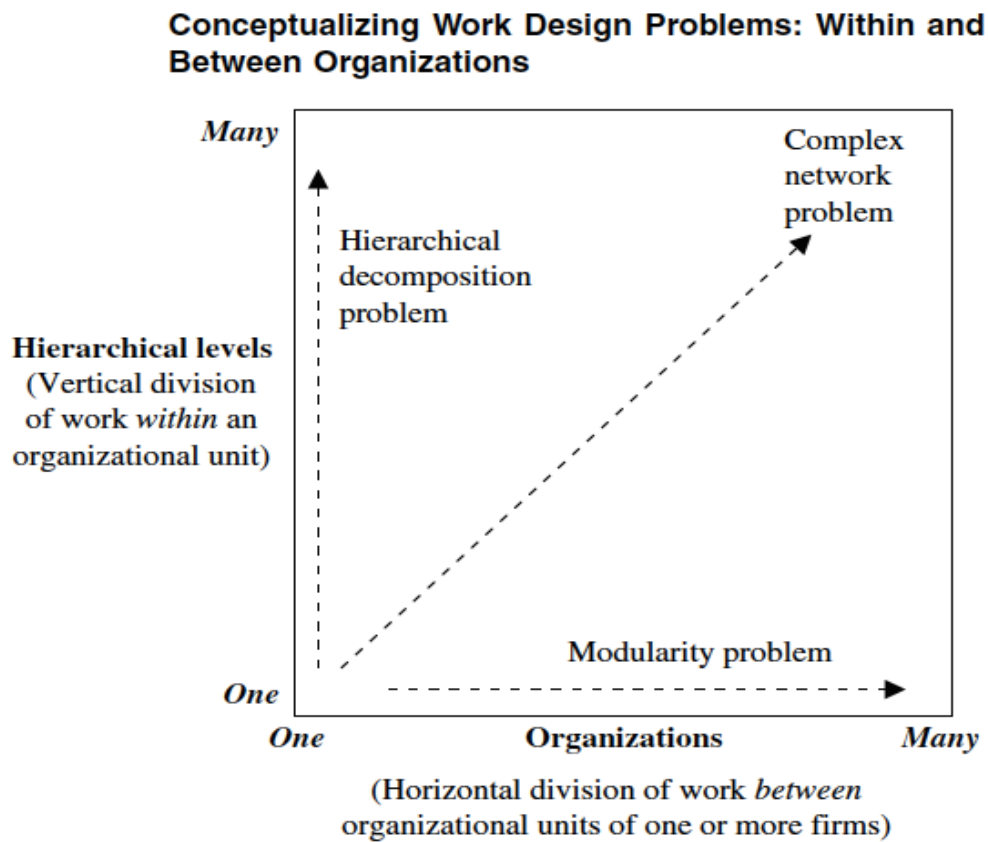 Conceptualizing Work Design Problems: Within and
Between Organizations
Many
Complex
network
problem
Hierarchical
decomposition
problem
Hierarchical levels
(Vertical division
of work within an
organizational unit)
Modularity problem
One
One
Organizations
Many
(Horizontal division of work between
organizational units of one or more firms)